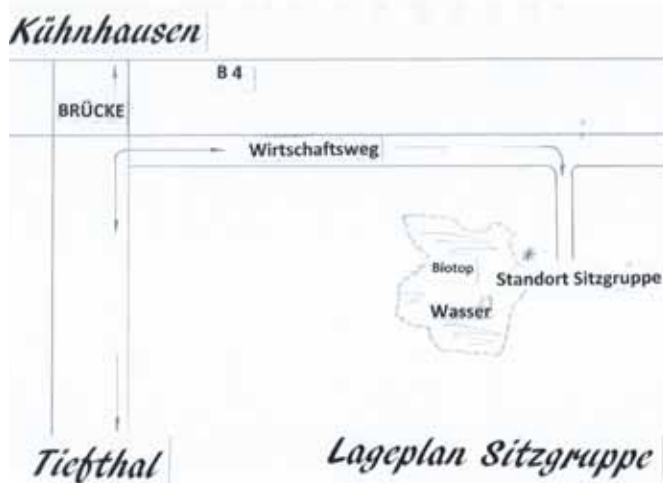 Kühnhausen
B 4
BRÜCKE
Wirtschaftsweg
Biotop
Standort Sitzgruppe
Wasser
Tiefthal
Lageplan Sitzgruppe